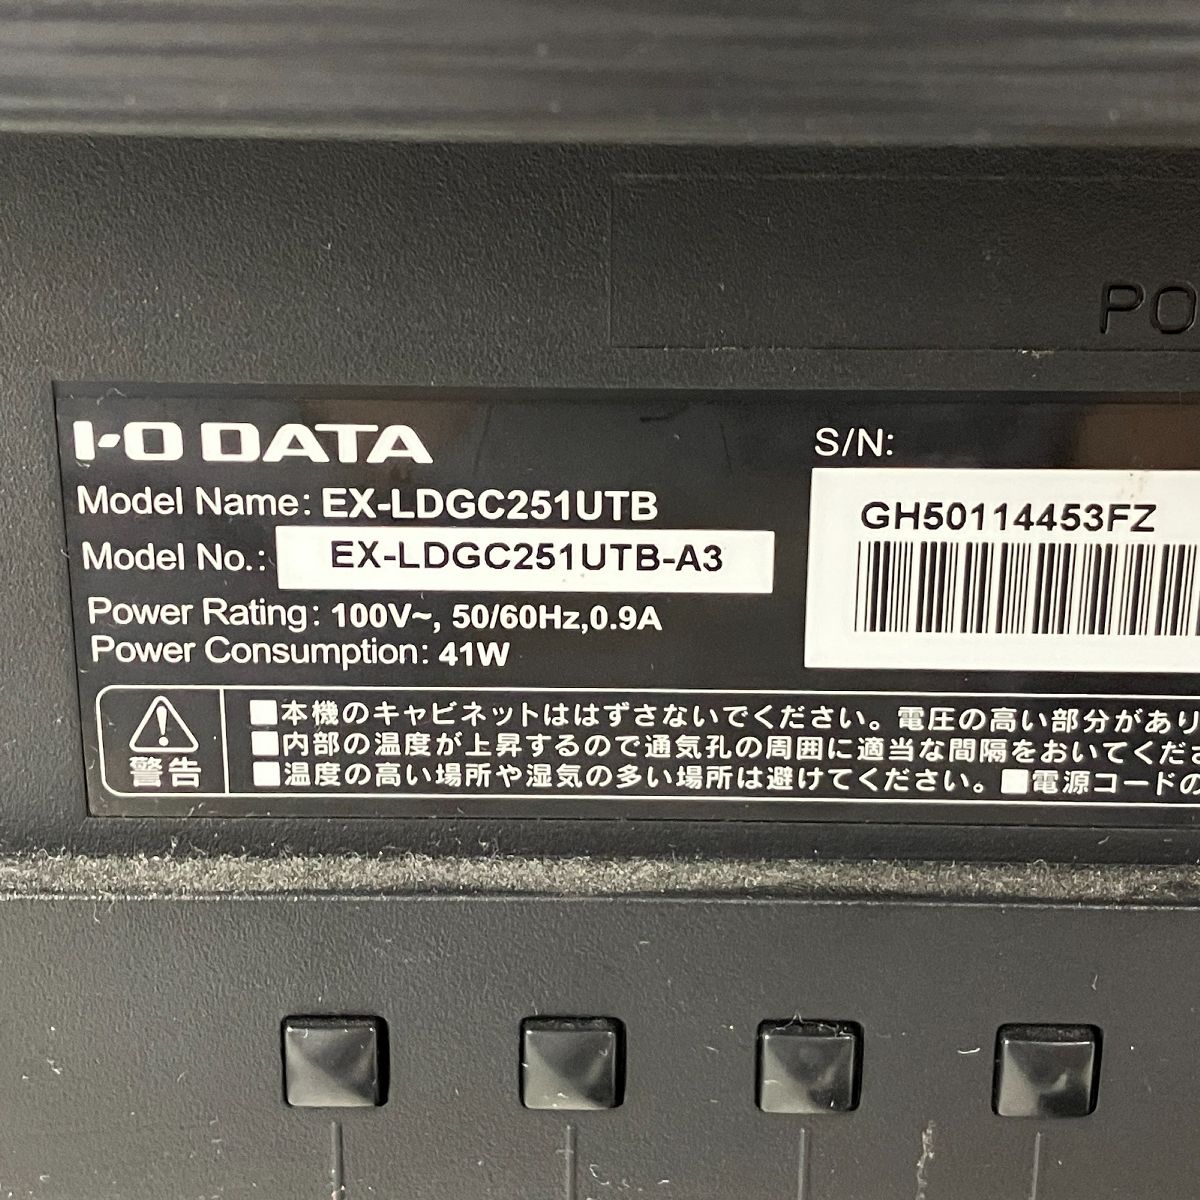 PO
I-O DATA
Model Name: EX-LDGC251UTB
Model No.: EX-LDGC251UTB-A3
Power Rating: 100V~, 50/60Hz,0.9A
Power Consumption: 41W
S/N:
GH50114453FZ
警告
■本機のキャビネットははずさないでください。電圧の高い部分があり
■内部の温度が上昇するので通気孔の周囲に適当な間隔をおいてくださ
■温度の高い場所や湿気の多い場所は避けてください。■電源コードの